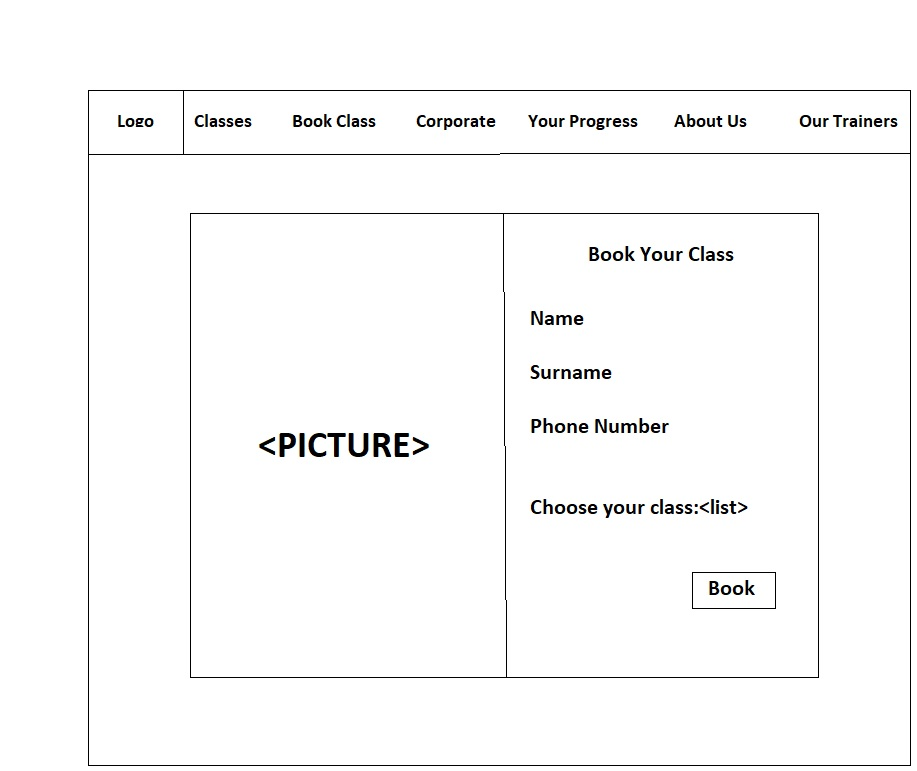 Logo Classes Book Class Corporate Your Progress About Us Our Trainers
Book Your Class
Name
Surname
Phone Number
<PICTURE>
Choose your class:<list>
Book